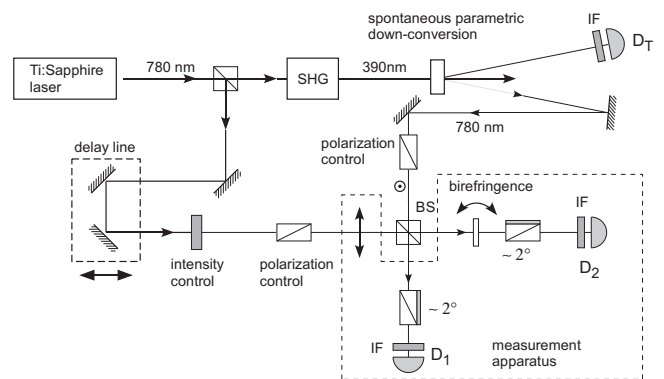 spontaneous parametric
down-conversion
IF
D_T
Ti:Sapphire
laser
780 nm
SHG
390nm
780 nm
delay line
polarization
control
birefringence
BS
IF
~ 2°
D_2
intensity
control
polarization
control
~ 2°
IF
D_1
measurement
apparatus